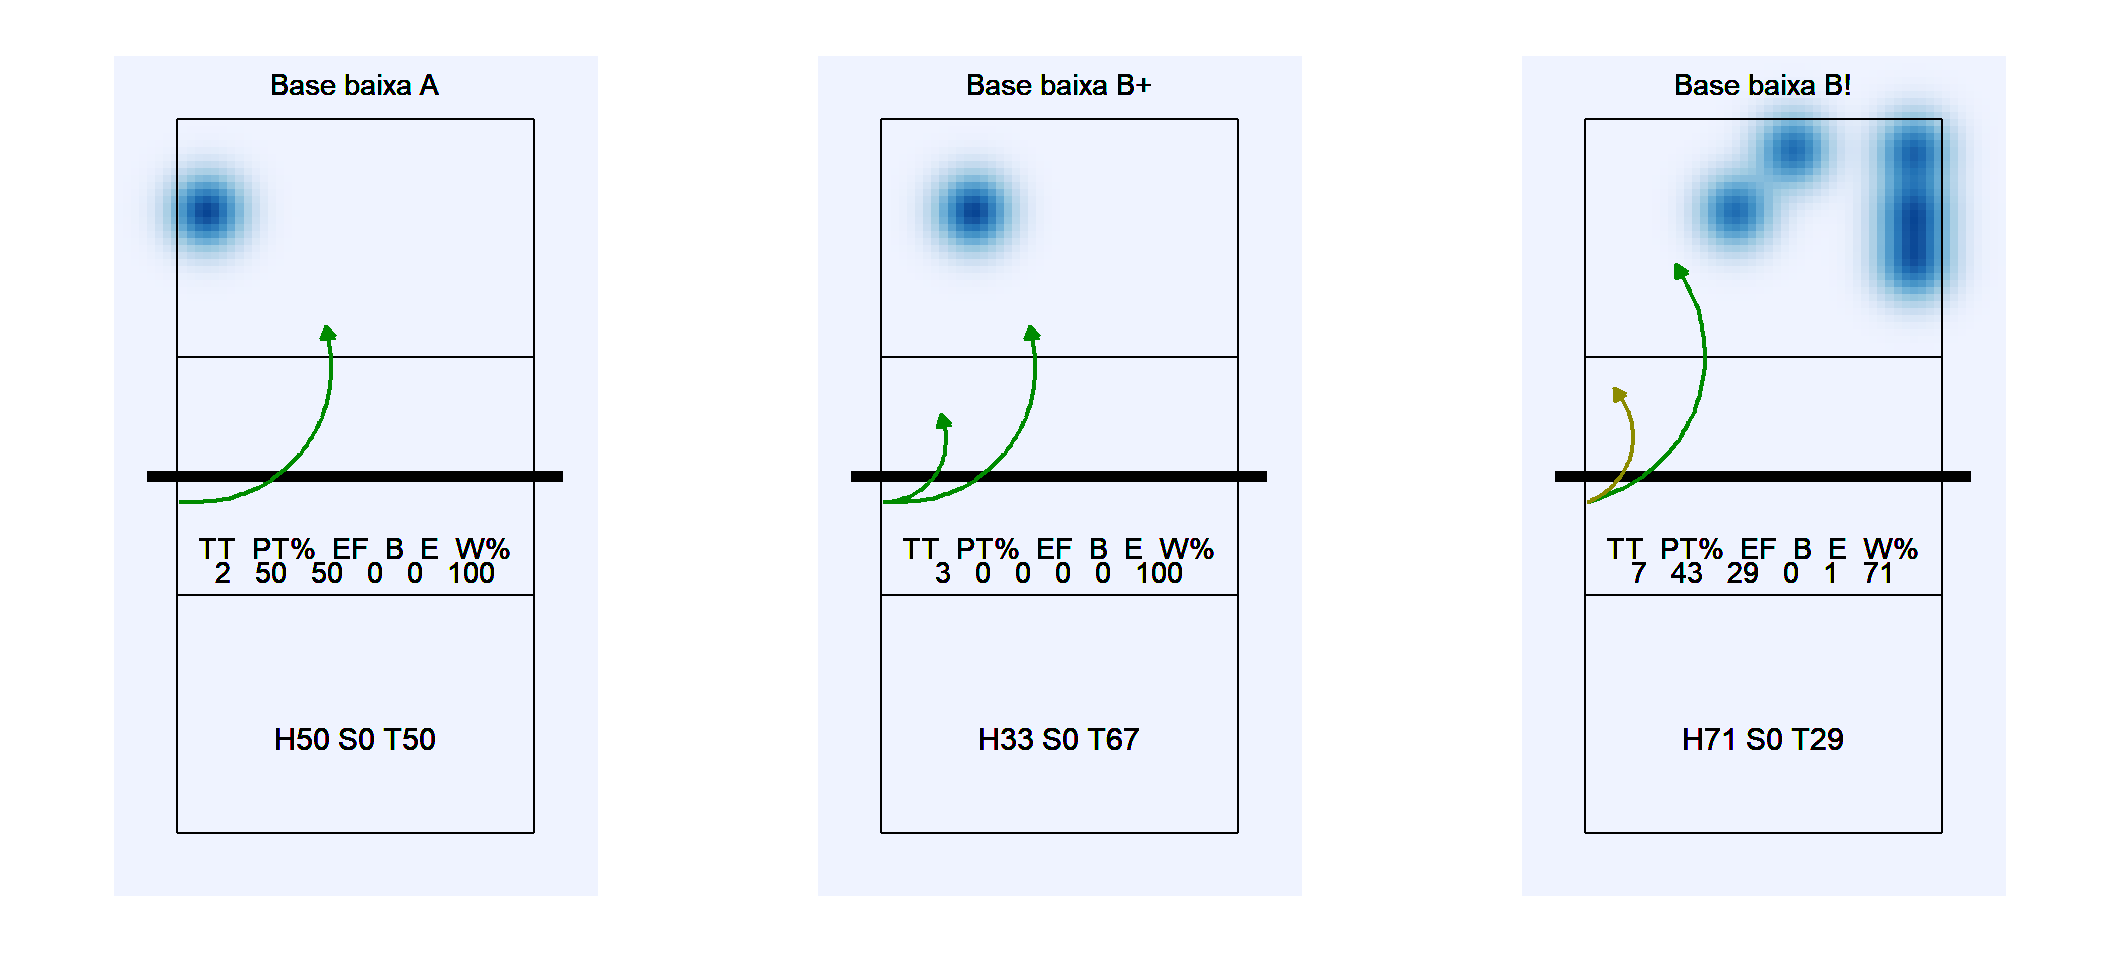 Base baixa A
TT PT% EF B E W%
2 50 50 0 0 100
H50 S0 T50
Base baixa B+
TT PT% EF B E W%
3 0 0 0 0 100
H33 S0 T67
Base baixa B!
TT PT% EF B E W%
7 43 29 0 1 71
H71 S0 T29